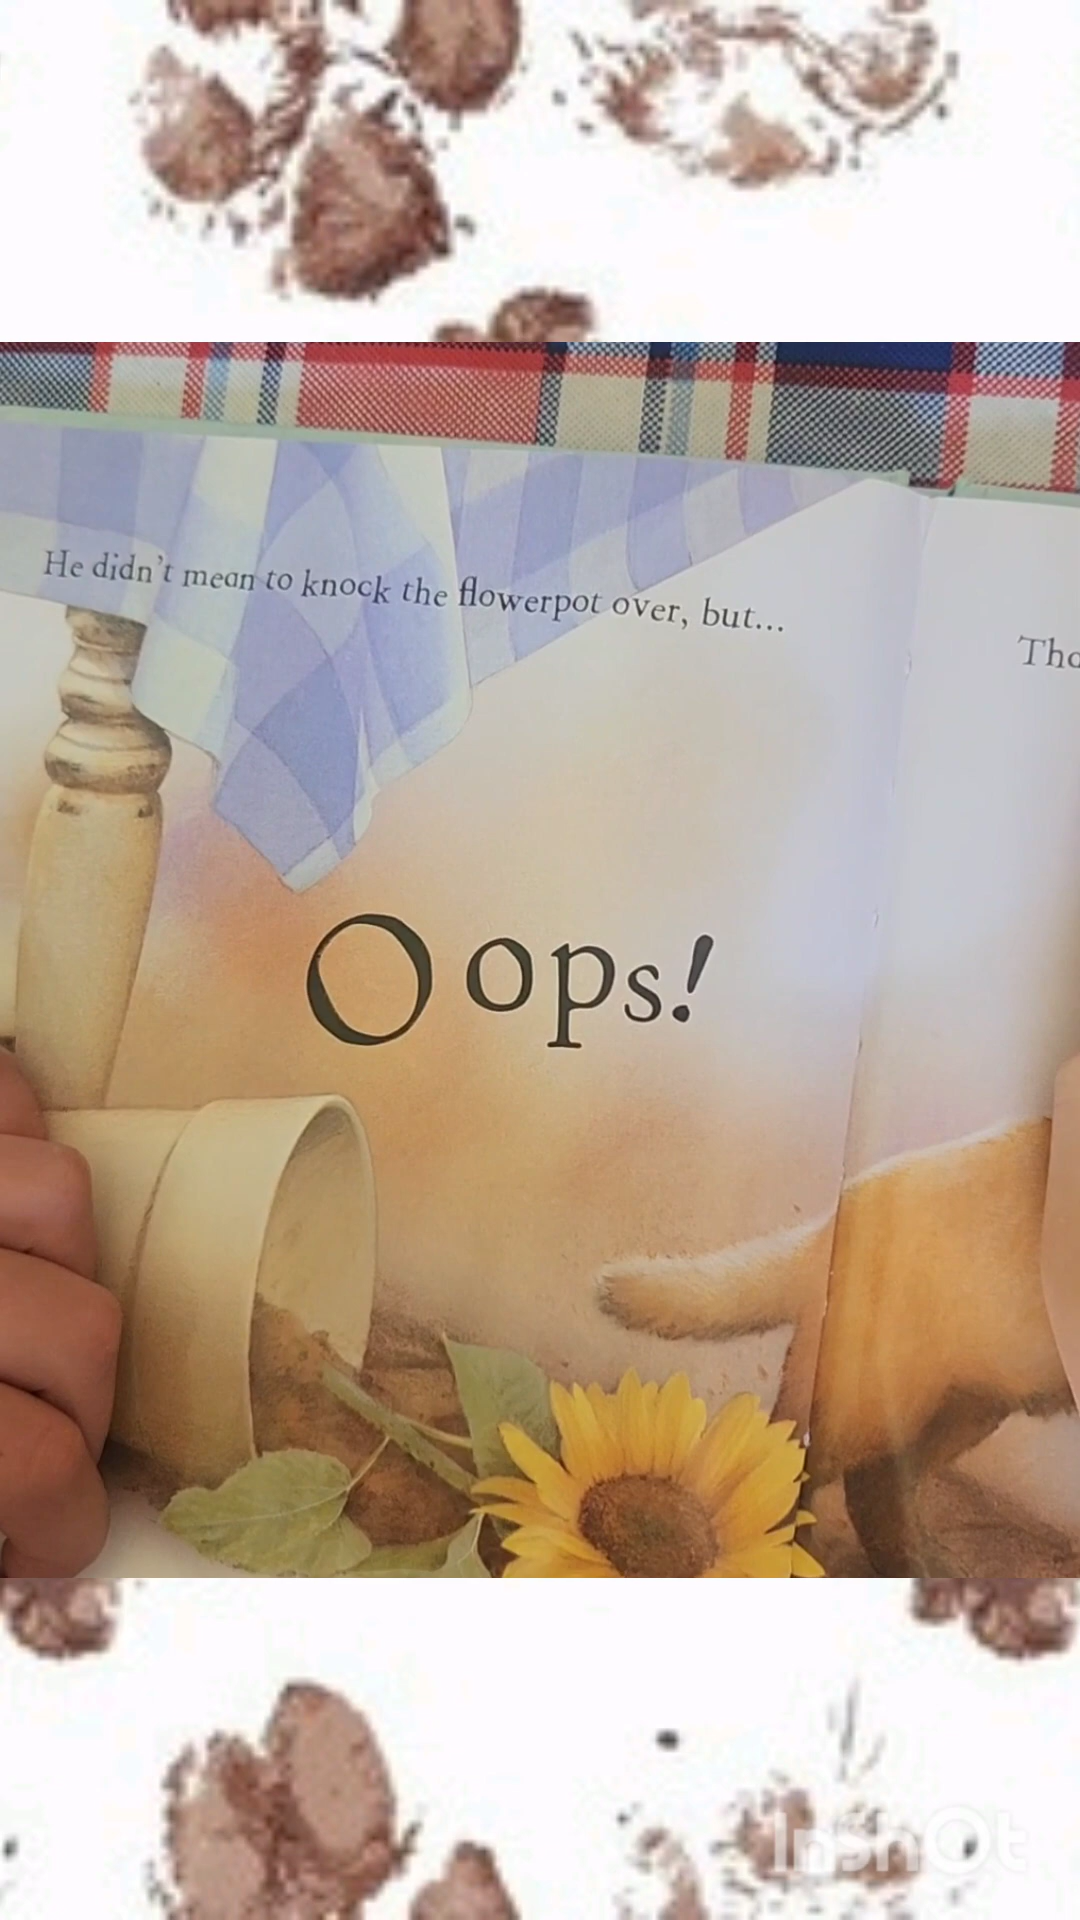 He didn't mean to knock the flowerpot over, but...
Oops!
InShOt